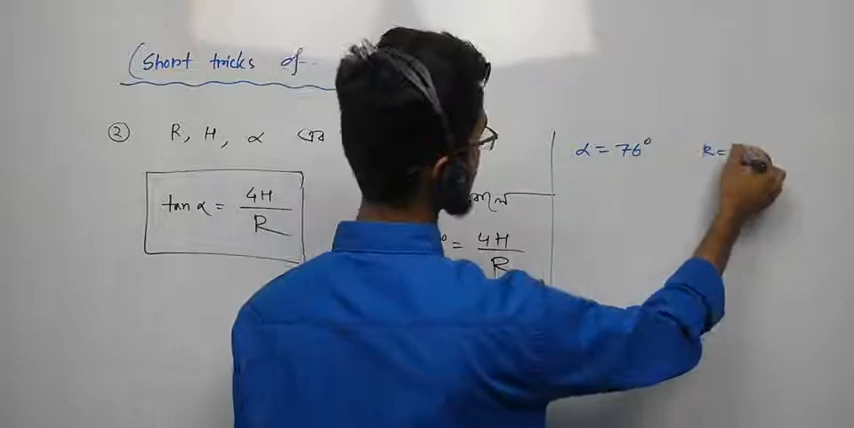 (Short tricks of
② R, H, α এর
tan α = 4H / R
° = 4H / R
α = 76° R =